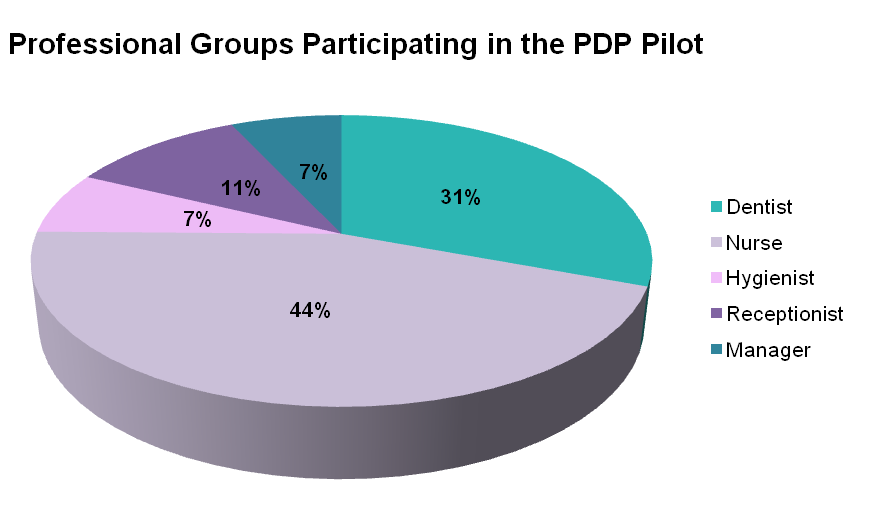 Professional Groups Participating in the PDP Pilot
7%
31%
11%
7%
44%
Dentist
Nurse
Hygienist
Receptionist
Manager